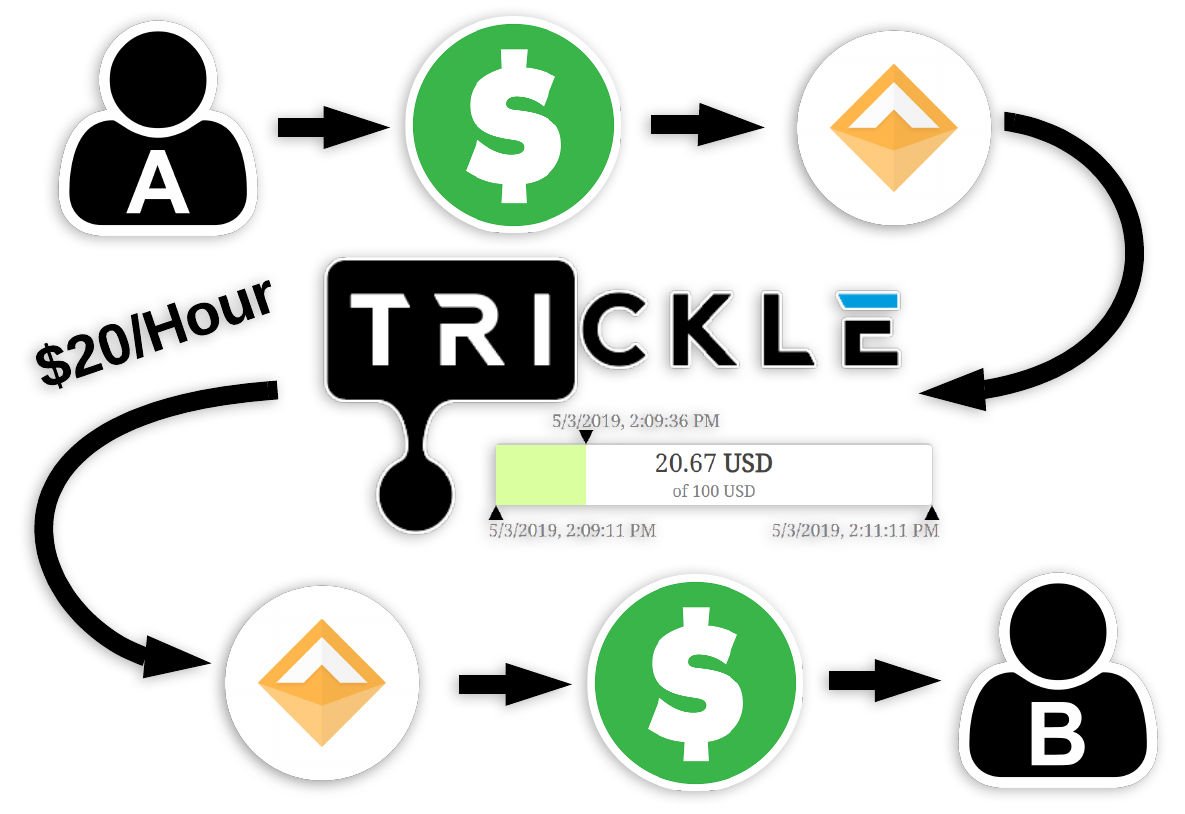 A
$
$20/Hour
TRICKLE
5/3/2019, 2:09:36 PM
20.67 USD
of 100 USD
5/3/2019, 2:09:11 PM
5/3/2019, 2:11:11 PM
$
B